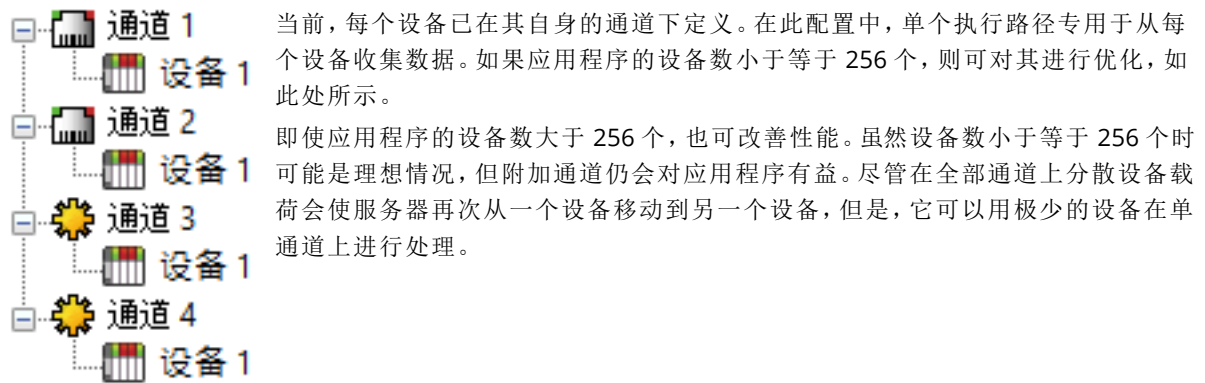 通道 1
设备 1
通道 2
设备 1
通道 3
设备 1
通道 4
设备 1
当前，每个设备已在其自身的通道下定义。在此配置中，单个执行路径专用于从每
个设备收集数据。如果应用程序的设备数小于等于 256 个，则可对其进行优化，如
此处所示。
即使应用程序的设备数大于 256 个，也可改善性能。虽然设备数小于等于 256 个时
可能是理想情况，但附加通道仍会对应用程序有益。尽管在全部通道上分散设备载
荷会使服务器再次从一个设备移动到另一个设备，但是，它可以用极少的设备在单
通道上进行处理。